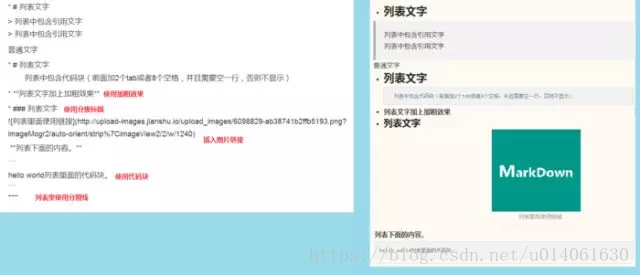 * # 列表文字
> 列表中包含引用文字
> 列表中包含引用文字
普通文字
* # 列表文字
列表中包含代码块（前面加2个tab或者8个空格，并且需要空一行，否则不显示）
* **列表文字加上加粗效果** 使用加粗效果
* ### 列表文字 使用分级标题
![列表里面使用链接](http://upload-images.jianshu.io/upload_images/6098829-ab38741b2ffb5193.png?
imageMogr2/auto-orient/strip%7CimageView2/2/w/1240) 插入图片链接
**列表下面的内容。**
```
hello world列表里面的代码块。 使用代码块
```
**** 列表里使用分割线
列表文字
列表中包含引用文字
列表中包含引用文字
普通文字
列表文字
列表中包含代码块（前面加2个tab或者8个空格，并且需要空一行，否则不显示）
列表文字加上加粗效果
列表文字
MarkDown
列表里面使用链接
列表下面的内容。
hello world列表里面的代码块。
https://blog.csdn.net/u014061630